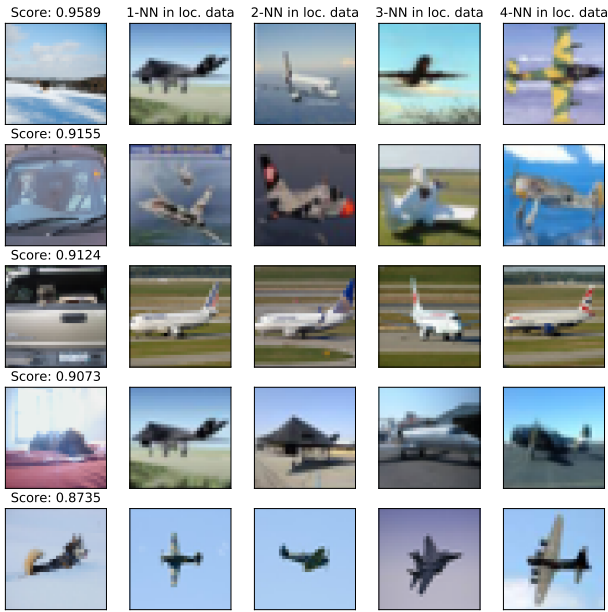 Score: 0.9589 1-NN in loc. data 2-NN in loc. data 3-NN in loc. data 4-NN in loc. data
Score: 0.9155
Score: 0.9124
Score: 0.9073
Score: 0.8735